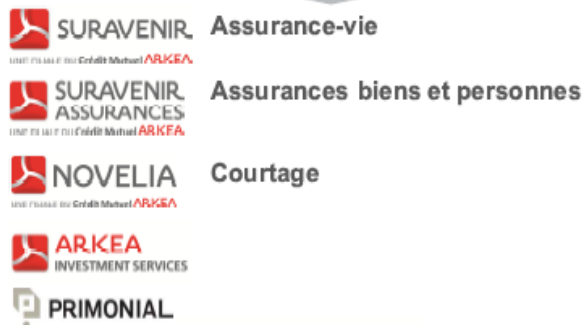 SURAVENIR Assurance-vie
UNE FILIALE DU Crédit Mutuel ARKEA
SURAVENIR
ASSURANCES Assurances biens et personnes
UNE FILIALE DU Crédit Mutuel ARKEA
NOVELIA Courtage
UNE FILIALE DU Crédit Mutuel ARKEA
ARKEA
INVESTMENT SERVICES
PRIMONIAL